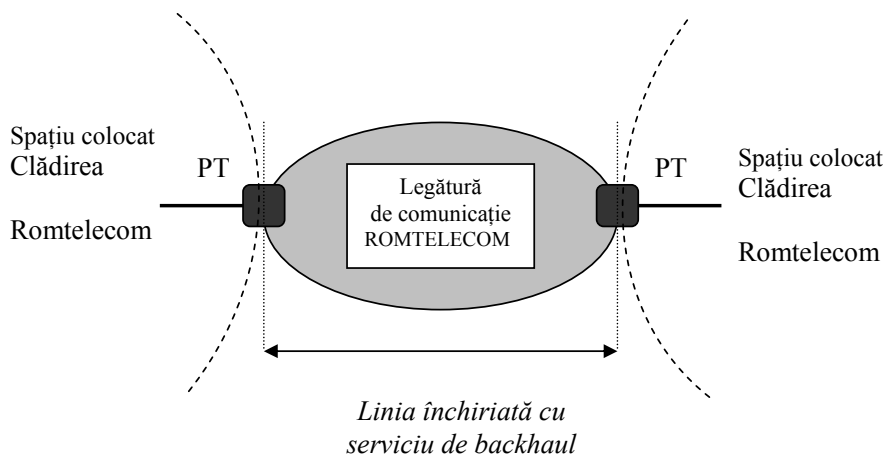 Spațiu colocat
Clădirea
Romtelecom
PT
Legătură
de comunicație
ROMTELECOM
PT
Spațiu colocat
Clădirea
Romtelecom
Linia închiriată cu
serviciu de backhaul